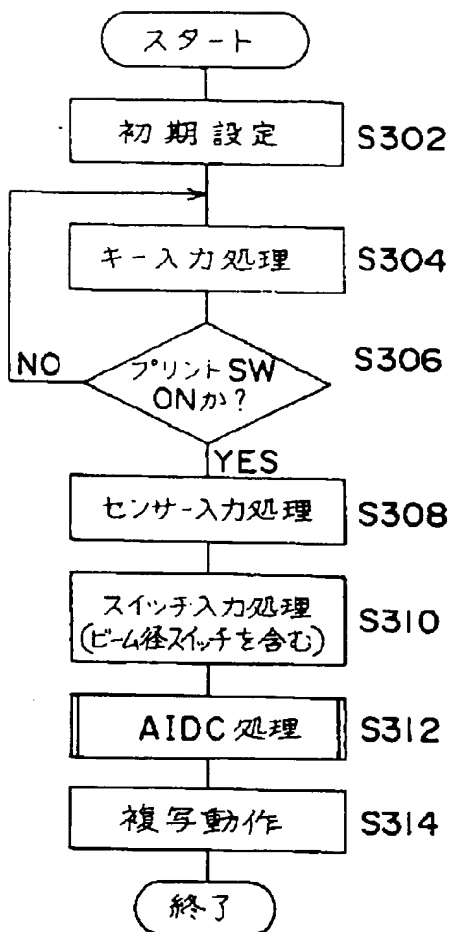 スタート
初期設定 S302
キー入力処理 S304
プリントSW S306
ONか?
NO
YES
センサー入力処理 S308
スイッチ入力処理
(ビーム径スイッチを含む) S310
AIDC処理 S312
複写動作 S314
終了